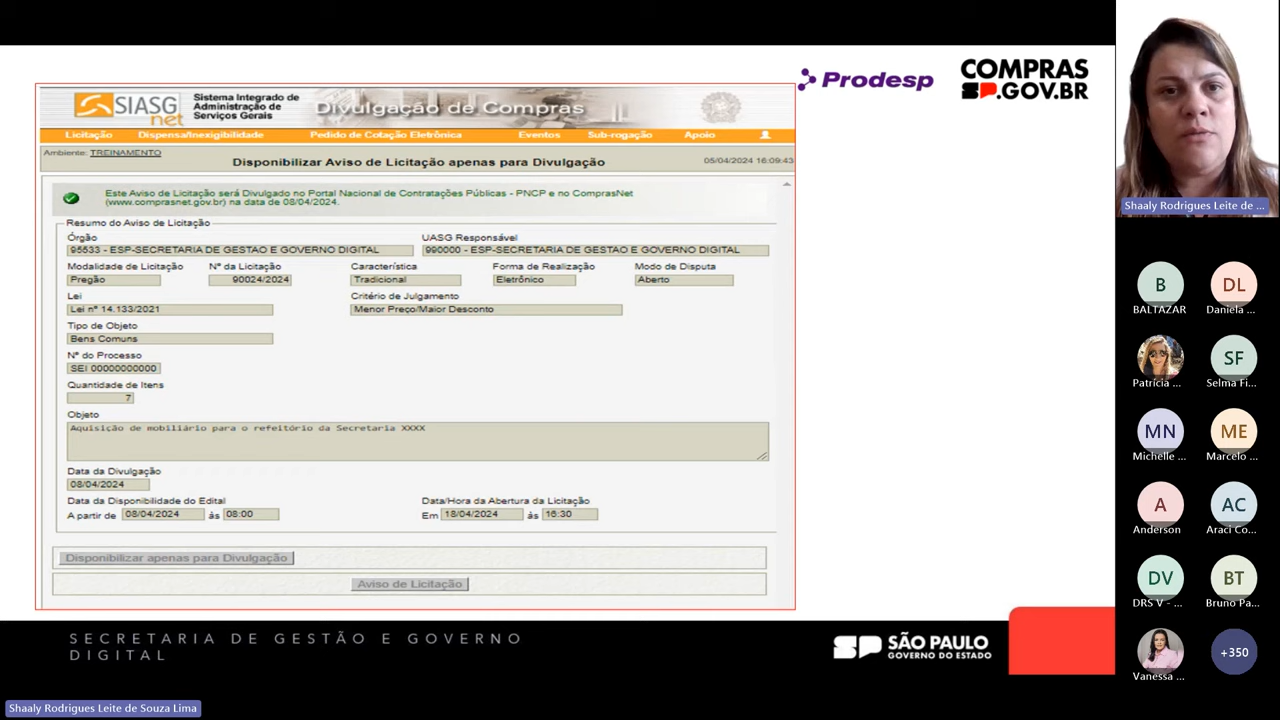 Prodesp
COMPRAS
SP.GOV.BR
SIASG
net
Sistema Integrado de
Administração de
Serviços Gerais
Divulgação de Compras
Licitação Dispensa/Inexigibilidade Pedido de Cotação Eletrônica Eventos Sub-rogação Apoio
Ambiente: TREINAMENTO
Disponibilizar Aviso de Licitação apenas para Divulgação
05/04/2024 16:09:43
Este Aviso de Licitação será Divulgado no Portal Nacional de Contratações Públicas - PNCP e no ComprasNet
(www.comprasnet.gov.br) na data de 08/04/2024.
Resumo do Aviso de Licitação
Órgão UASG Responsável
95633 - ESP-SECRETARIA DE GESTAO E GOVERNO DIGITAL 990000 - ESP-SECRETARIA DE GESTAO E GOVERNO DIGITAL
Modalidade de Licitação Nº da Licitação Característica Forma de Realização Modo de Disputa
Pregão 90024/2024 Tradicional Eletrônico Aberto
Lei Critério de Julgamento
Lei nº 14.133/2021 Menor Preço/Maior Desconto
Tipo de Objeto
Bens Comuns
Nº do Processo
SEI 00000000000
Quantidade de Itens
7
Objeto
Aquisição de mobiliário para o refeitório da Secretaria XXXX
Data da Divulgação
08/04/2024
Data da Disponibilidade do Edital Data/Hora da Abertura da Licitação
A partir de 08/04/2024 às 08:00 Em 18/04/2024 às 16:30
Disponibilizar apenas para Divulgação
Aviso de Licitação
SECRETARIA DE GESTÃO E GOVERNO
DIGITAL
SP SÃO PAULO
GOVERNO DO ESTADO
Shaaly Rodrigues Leite de Souza Lima
Shaaly Rodrigues Leite de ...
B DL
BALTAZAR Daniela ...
SF
Patrícia ... Selma Fi...
MN ME
Michelle ... Marcelo ...
A AC
Anderson Araci Co...
DV BT
DRS V - ... Bruno Pa...
+350
Vanessa ...